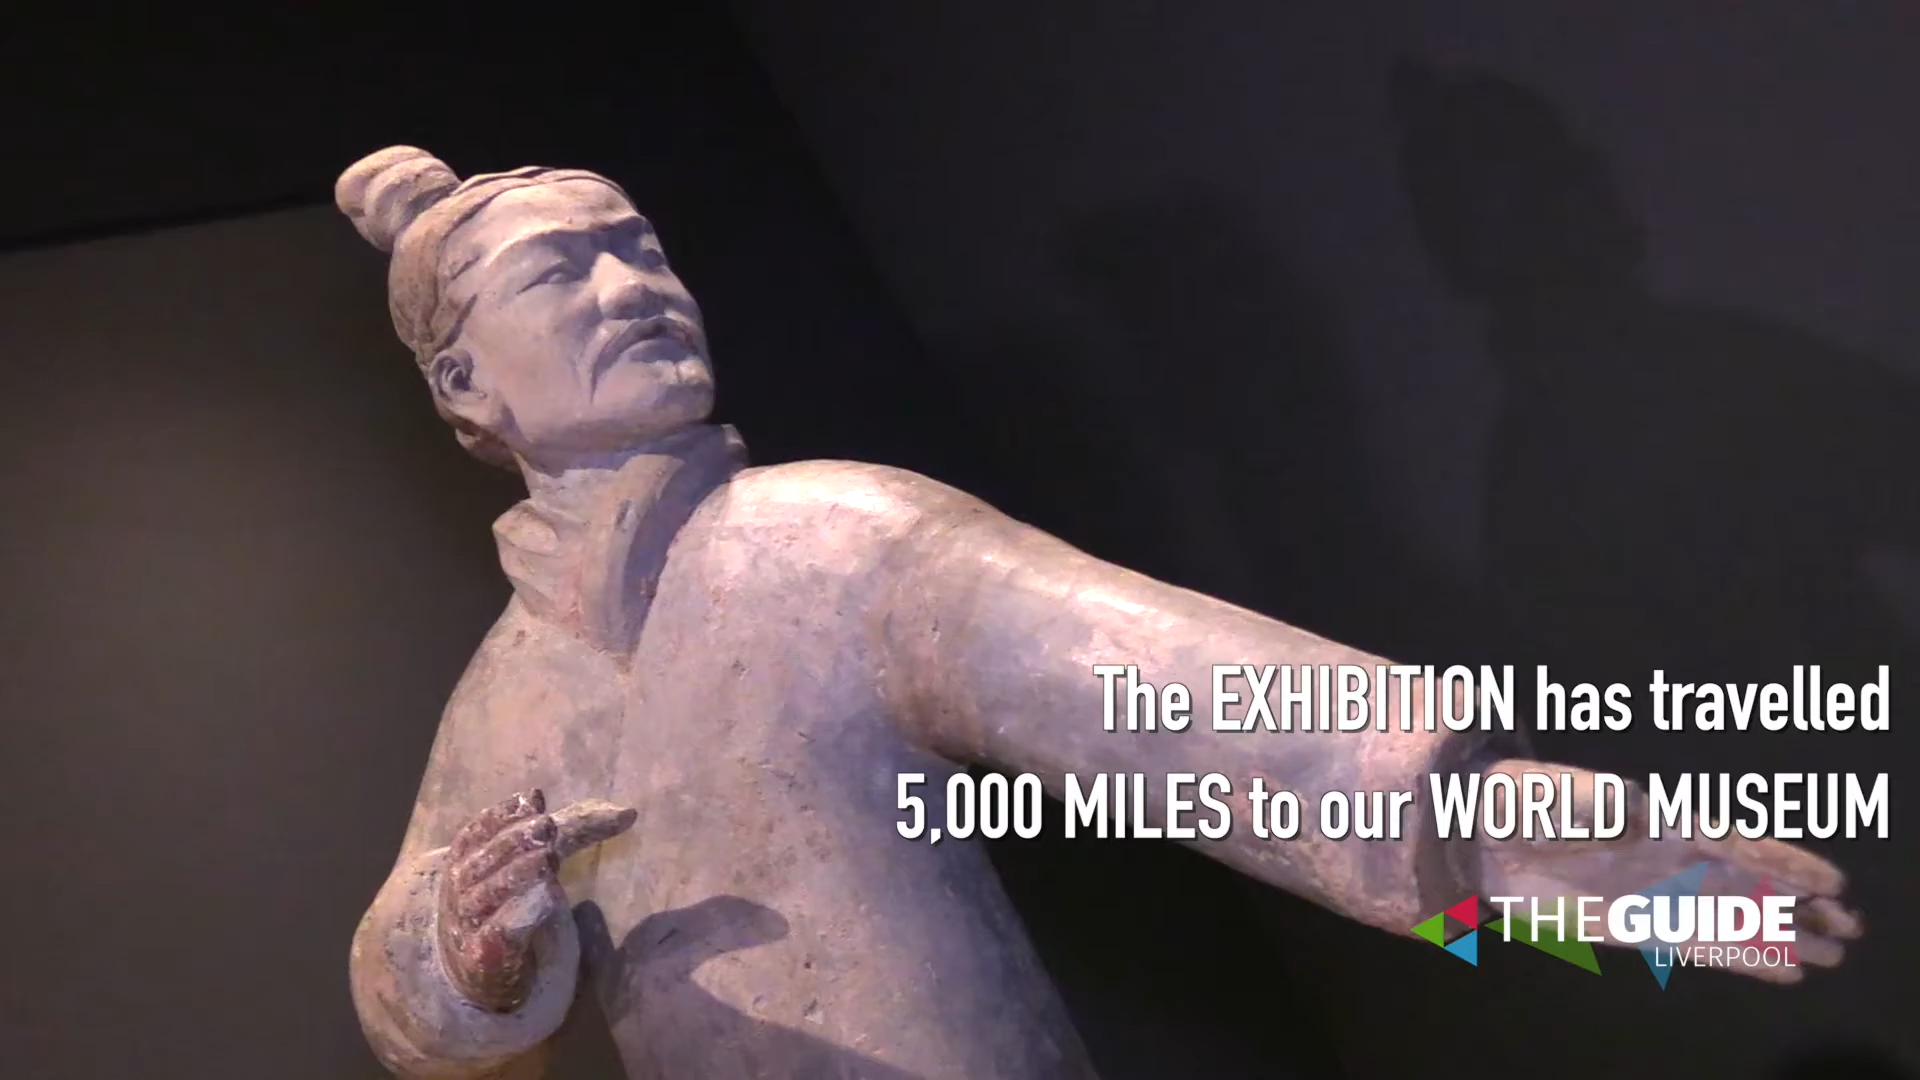 The EXHIBITION has travelled
5,000 MILES to our WORLD MUSEUM
THEGUIDE
LIVERPOOL